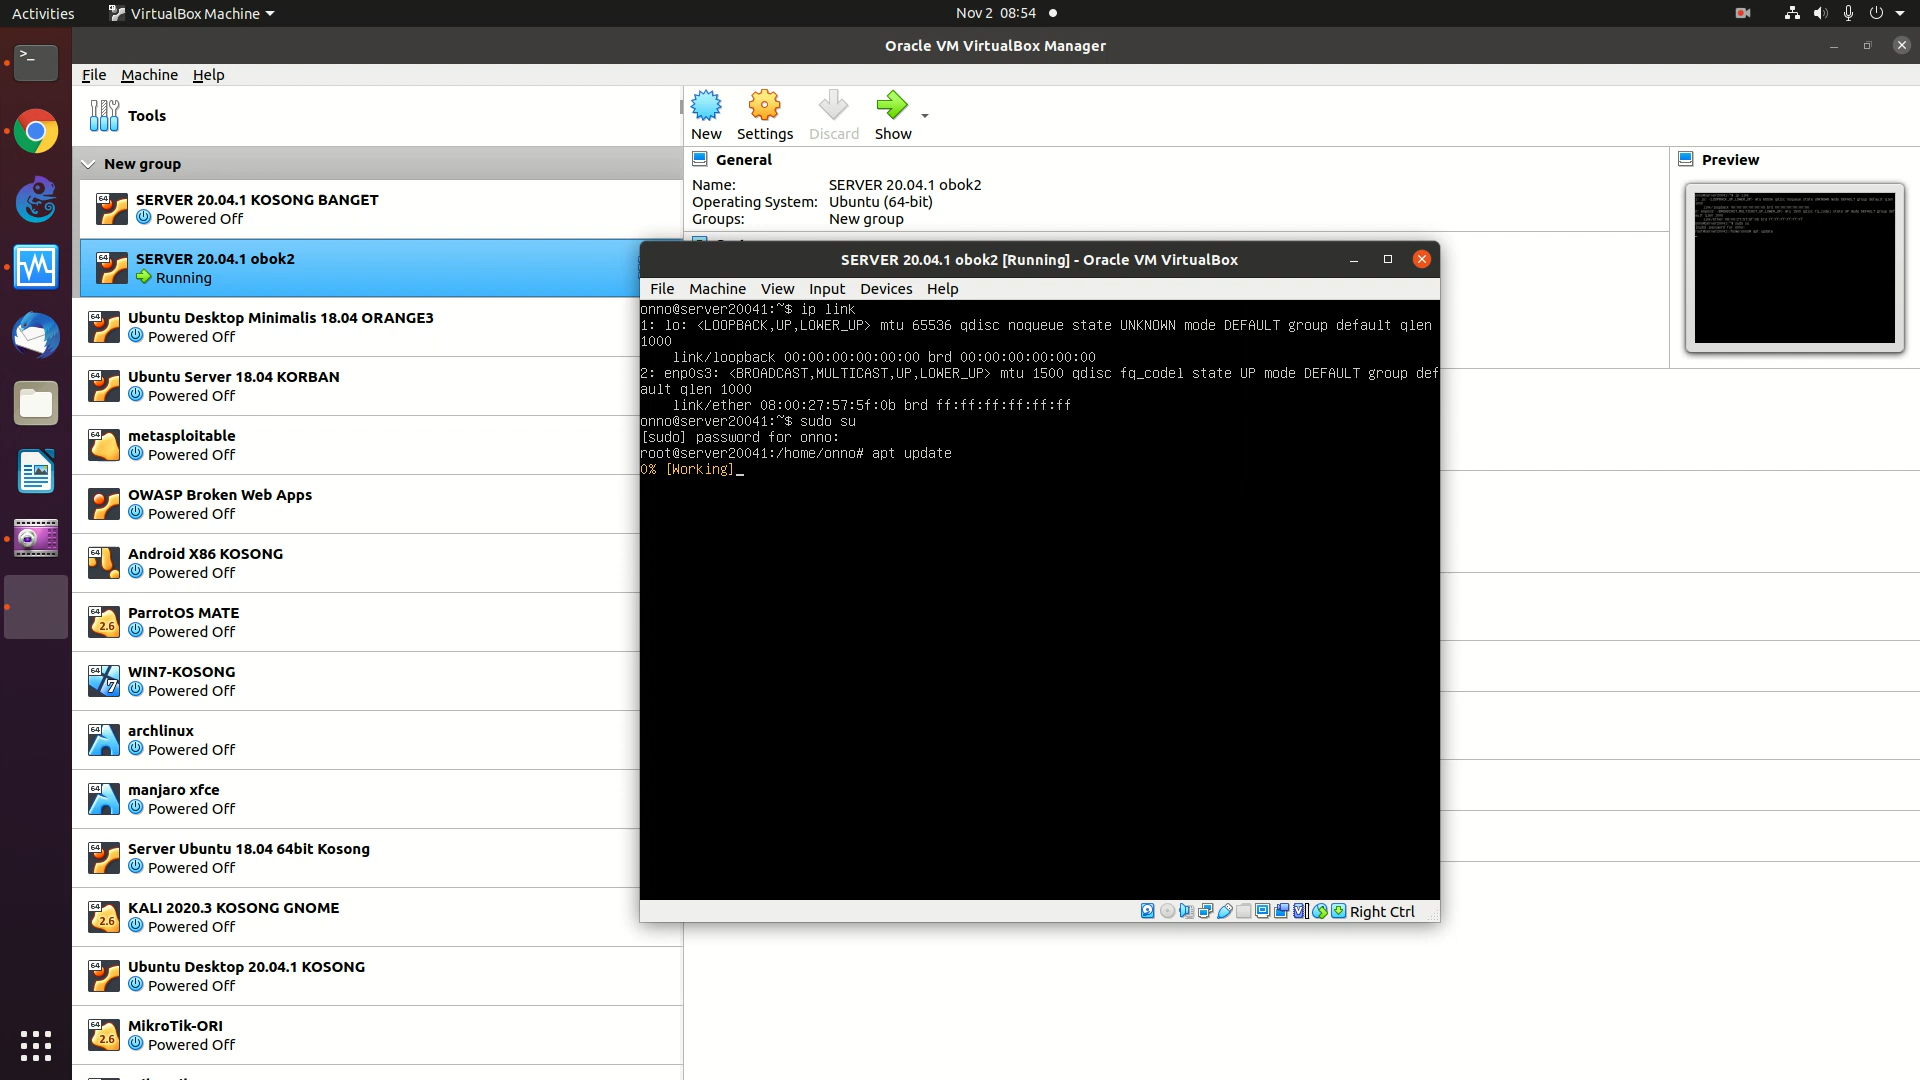 Activities
VirtualBox Machine
Nov 2 08:54
Oracle VM VirtualBox Manager
File Machine Help
Tools
New
Settings
Discard
Show
New group
SERVER 20.04.1 KOSONG BANGET
Powered Off
SERVER 20.04.1 obok2
Running
Ubuntu Desktop Minimalis 18.04 ORANGE3
Powered Off
Ubuntu Server 18.04 KORBAN
Powered Off
metasploitable
Powered Off
OWASP Broken Web Apps
Powered Off
Android X86 KOSONG
Powered Off
ParrotOS MATE
Powered Off
WIN7-KOSONG
Powered Off
archlinux
Powered Off
manjaro xfce
Powered Off
Server Ubuntu 18.04 64bit Kosong
Powered Off
KALI 2020.3 KOSONG GNOME
Powered Off
Ubuntu Desktop 20.04.1 KOSONG
Powered Off
MikroTik-ORI
Powered Off
General
Name: SERVER 20.04.1 obok2
Operating System: Ubuntu (64-bit)
Groups: New group
Preview
SERVER 20.04.1 obok2 [Running] - Oracle VM VirtualBox
File Machine View Input Devices Help
onno@server20041:~$ ip link
1: lo: <LOOPBACK,UP,LOWER_UP> mtu 65536 qdisc noqueue state UNKNOWN mode DEFAULT group default qlen
1000
link/loopback 00:00:00:00:00:00 brd 00:00:00:00:00:00
2: enp0s3: <BROADCAST,MULTICAST,UP,LOWER_UP> mtu 1500 qdisc fq_codel state UP mode DEFAULT group def
ault qlen 1000
link/ether 08:00:27:57:5f:0b brd ff:ff:ff:ff:ff:ff
onno@server20041:~$ sudo su
[sudo] password for onno:
root@server20041:/home/onno# apt update
0% [Working]_
Right Ctrl